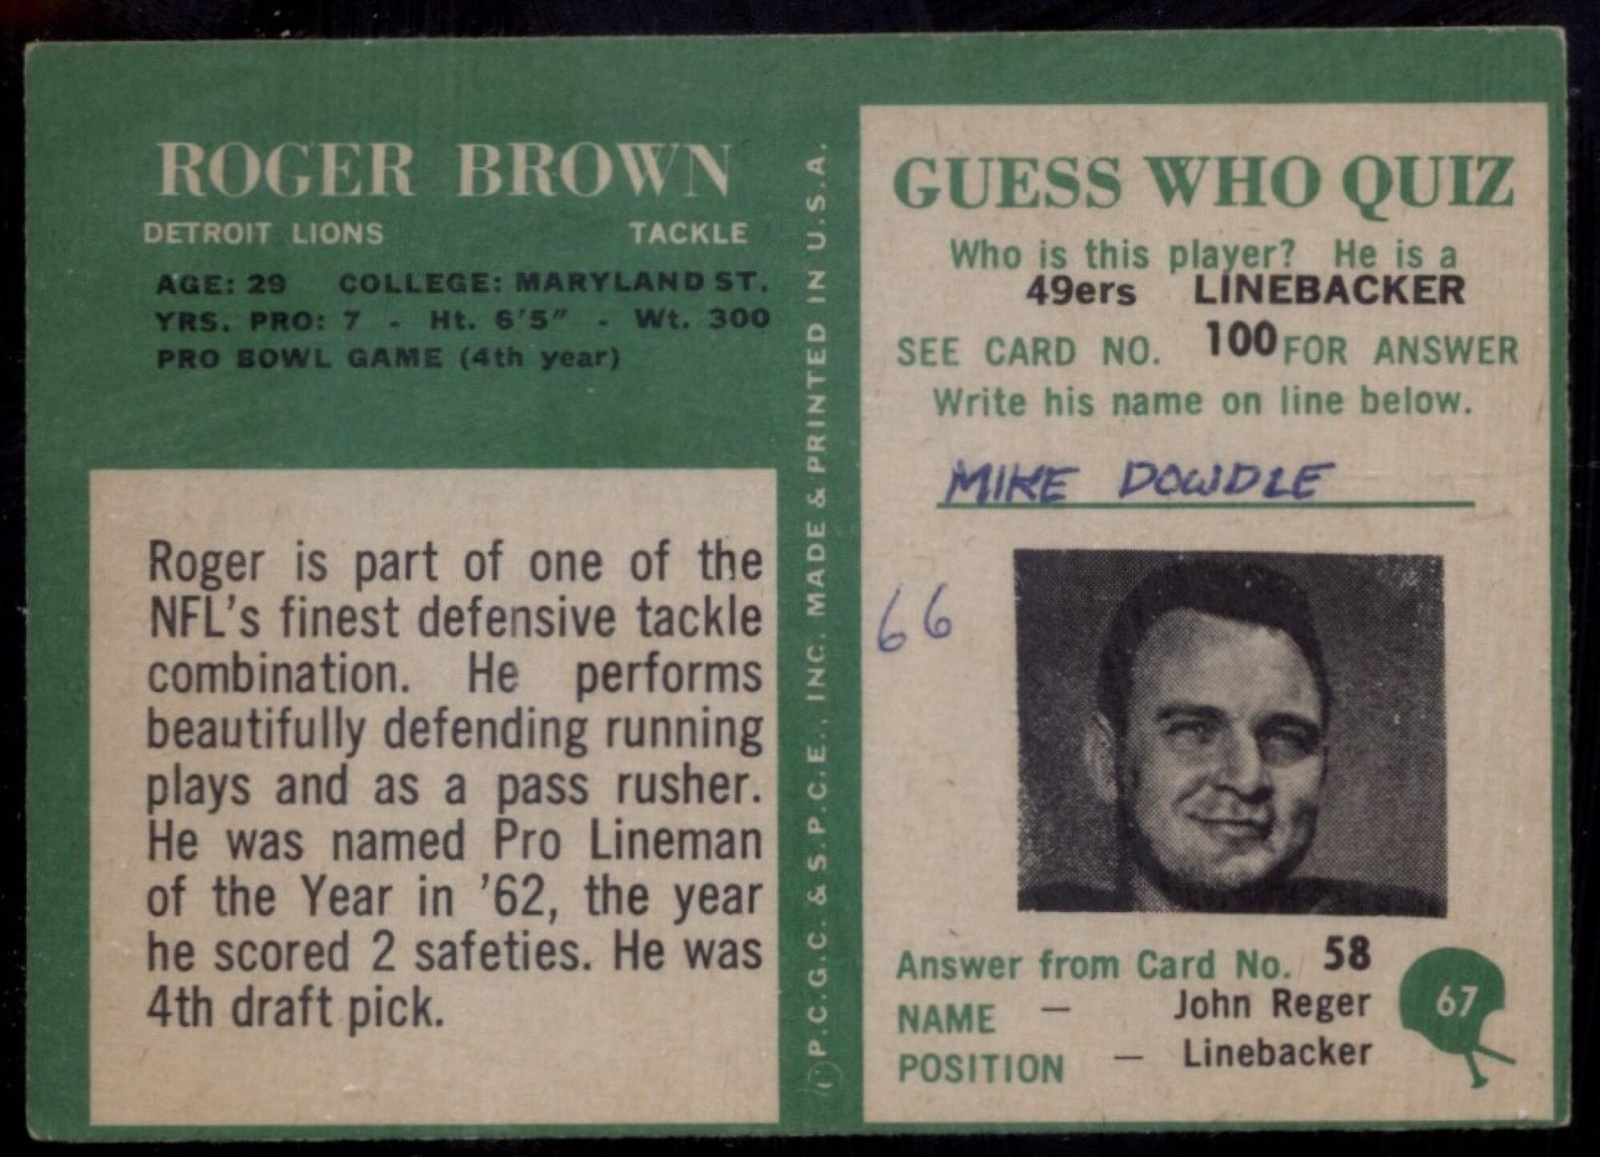 ROGER BROWN
DETROIT LIONS TACKLE
AGE: 29 COLLEGE: MARYLAND ST.
YRS. PRO: 7 - Ht. 6'5" - Wt. 300
PRO BOWL GAME (4th year)
Roger is part of one of the
NFL's finest defensive tackle
combination. He performs
beautifully defending running
plays and as a pass rusher.
He was named Pro Lineman
of the Year in '62, the year
he scored 2 safeties. He was
4th draft pick.
P.C.G.C. & S.P.C.E., INC. MADE & PRINTED IN U.S.A.
GUESS WHO QUIZ
Who is this player? He is a
49ers LINEBACKER
SEE CARD NO. 100 FOR ANSWER
Write his name on line below.
MIKE DOWDLE
66
Answer from Card No. 58
NAME — John Reger
POSITION — Linebacker
67